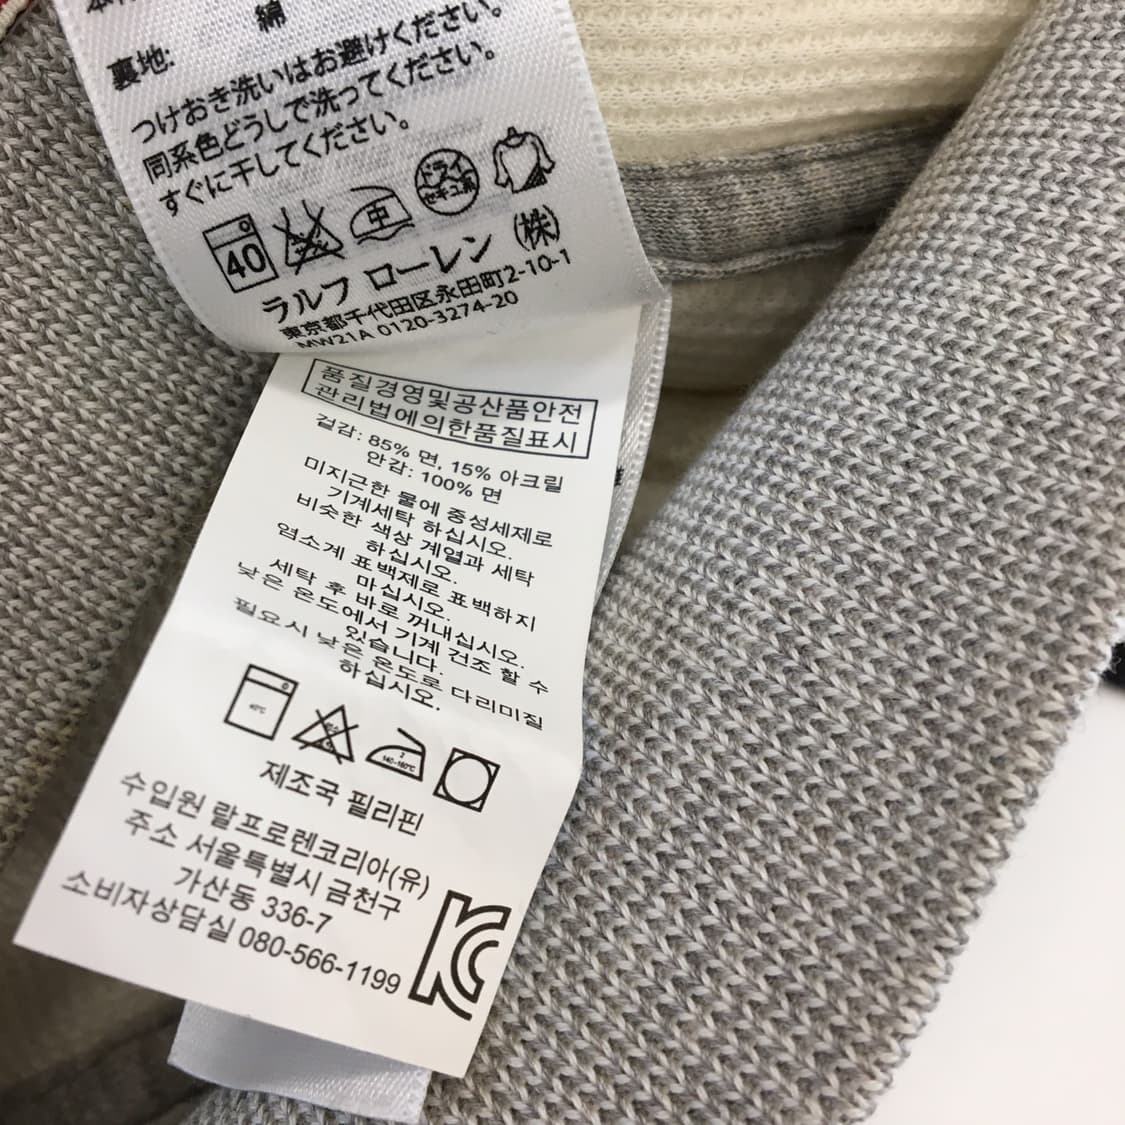 綿
裏地:
つけおき洗いはお避けください。
同系色どうしで洗ってください。
すぐに干してください。
40
中
ドライ
セキユ系
ラルフ ローレン (株)
東京都千代田区永田町2-10-1
MW21A 0120-3274-20
품질경영및공산품안전
관리법에의한품질표시
겉감: 85% 면, 15% 아크릴
안감: 100% 면
미지근한 물에 중성세제로
기계세탁 하십시오.
비슷한 색상 계열과 세탁
하십시오.
염소계 표백제로 표백하지
마십시오.
세탁 후 바로 꺼내십시오.
낮은 온도에서 기계 건조 할 수
있습니다.
필요시 낮은 온도로 다리미질
하십시오.
40℃
2
140~160℃
제조국 필리핀
수입원 랄프로렌코리아(유)
주소 서울특별시 금천구
가산동 336-7
소비자상담실 080-566-1199